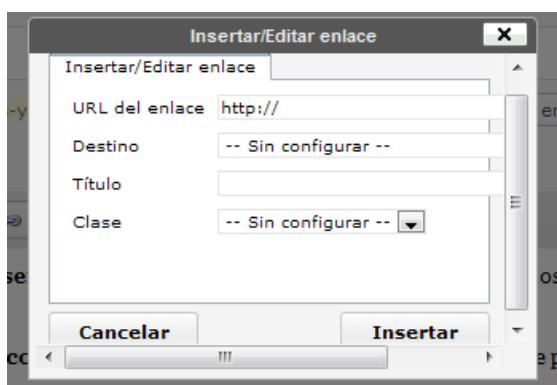 Insertar/Editar enlace
Insertar/Editar enlace
URL del enlace http://
Destino -- Sin configurar --
Título
Clase -- Sin configurar --
Cancelar Insertar